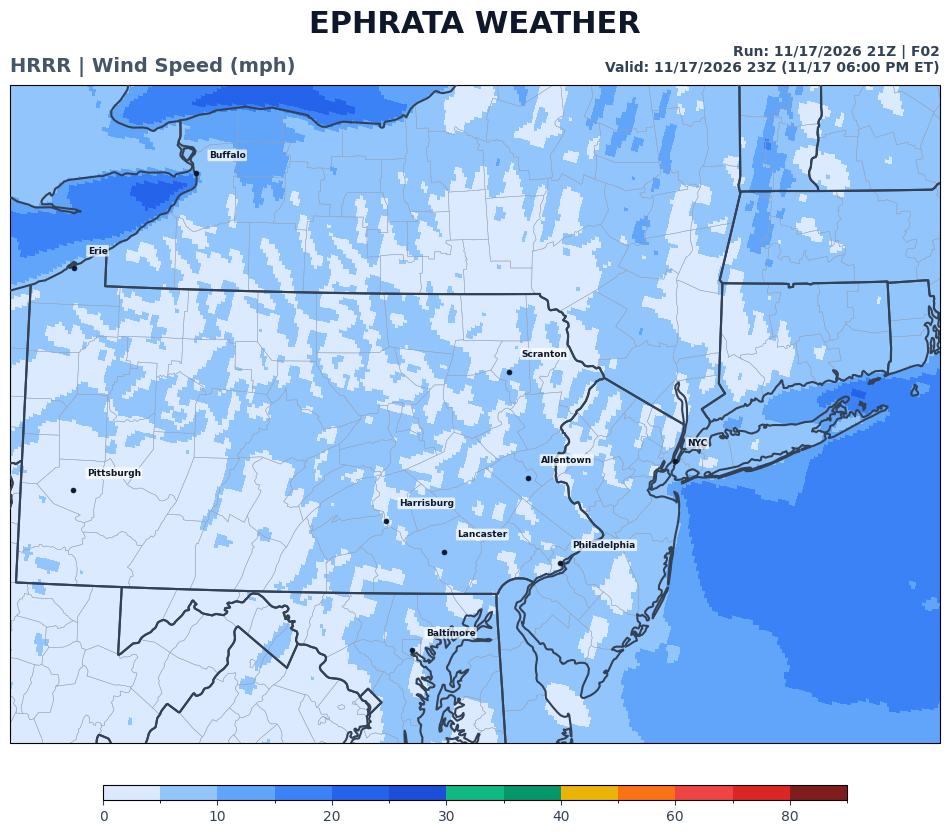 EPHRATA WEATHER
HRRR | Wind Speed (mph)
Run: 11/17/2026 21Z | F02
Valid: 11/17/2026 23Z (11/17 06:00 PM ET)
Buffalo
Erie
Scranton
NYC
Allentown
Pittsburgh
Harrisburg
Lancaster
Philadelphia
Baltimore
0 10 20 30 40 60 80